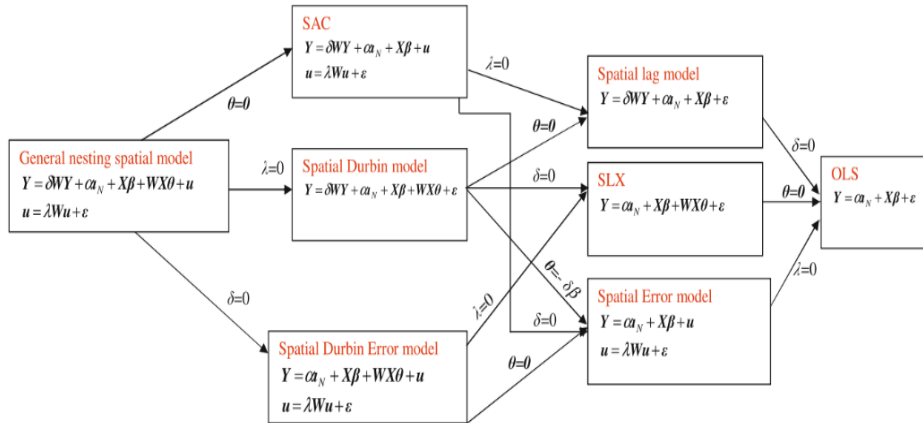 SAC
Y = δWY + αι_N + Xβ + u
u = λWu + ε
λ=0
Spatial lag model
Y = δWY + αι_N + Xβ + ε
θ=0
θ=0
δ=0
General nesting spatial model
Y = δWY + αι_N + Xβ + WXθ + u
u = λWu + ε
λ=0
Spatial Durbin model
Y = δWY + αι_N + Xβ + WXθ + ε
δ=0
SLX
Y = αι_N + Xβ + WXθ + ε
θ=0
OLS
Y = αι_N + Xβ + ε
θ=- δβ
λ=0
δ=0
λ=0
δ=0
Spatial Error model
Y = αι_N + Xβ + u
u = λWu + ε
Spatial Durbin Error model
Y = αι_N + Xβ + WXθ + u
u = λWu + ε
θ=0